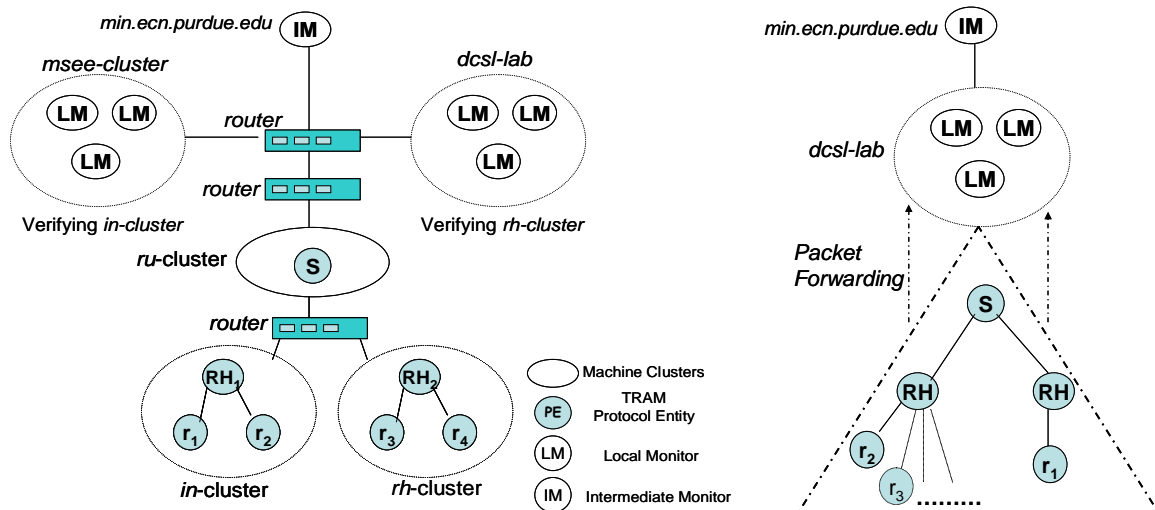 min.ecn.purdue.edu
IM
msee-cluster
dcsl-lab
LM
LM
LM
LM
LM
LM
router
router
Verifying in-cluster
Verifying rh-cluster
ru-cluster
S
router
RH1
RH2
r1
r2
r3
r4
in-cluster
rh-cluster
Machine Clusters
PE
TRAM
Protocol Entity
LM
Local Monitor
IM
Intermediate Monitor
min.ecn.purdue.edu
IM
dcsl-lab
LM
LM
LM
Packet
Forwarding
S
RH
RH
r2
r3
r1
.........